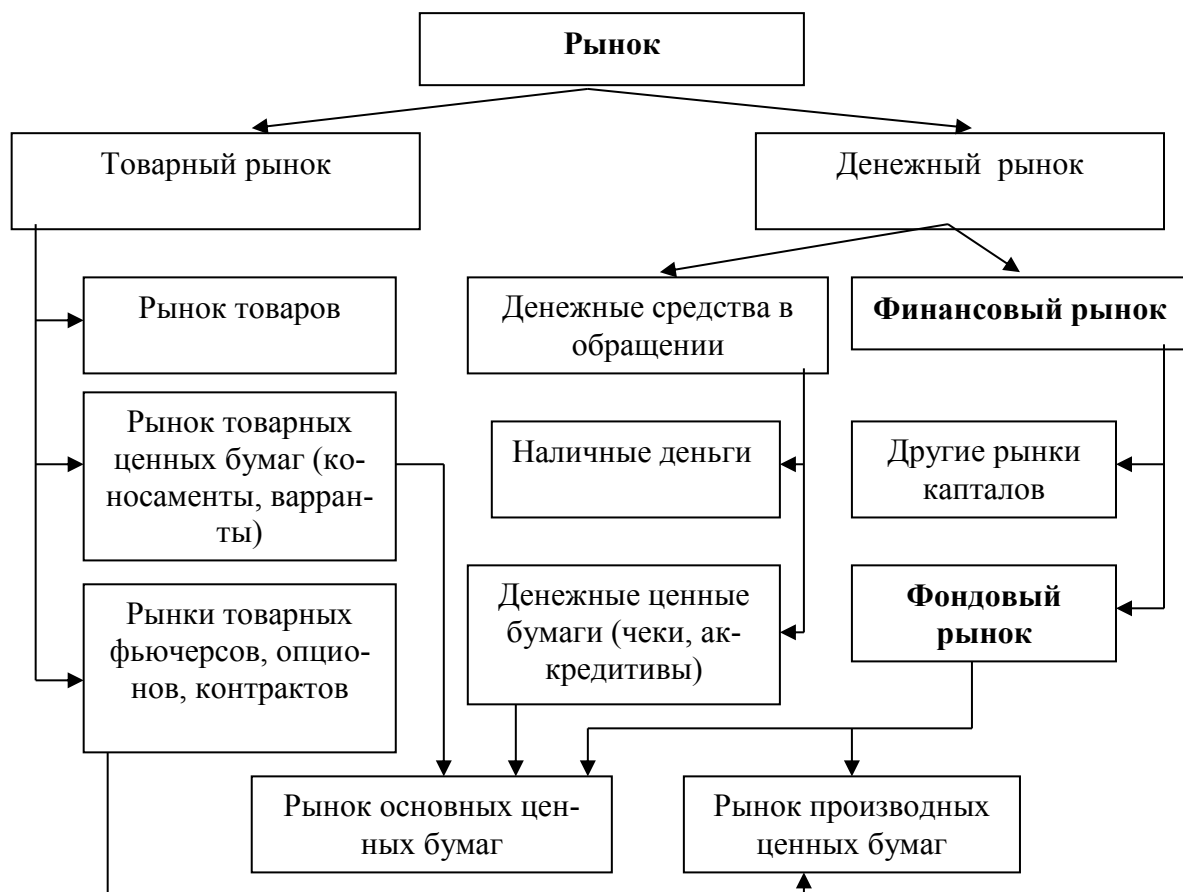 Рынок
Товарный рынок
Денежный рынок
Рынок товаров
Денежные средства в
обращении
Финансовый рынок
Рынок товарных
ценных бумаг (ко-
носаменты, варран-
ты)
Наличные деньги
Другие рынки
капталов
Рынки товарных
фьючерсов, опцио-
нов, контрактов
Денежные ценные
бумаги (чеки, ак-
кредитивы)
Фондовый
рынок
Рынок основных цен-
ных бумаг
Рынок производных
ценных бумаг